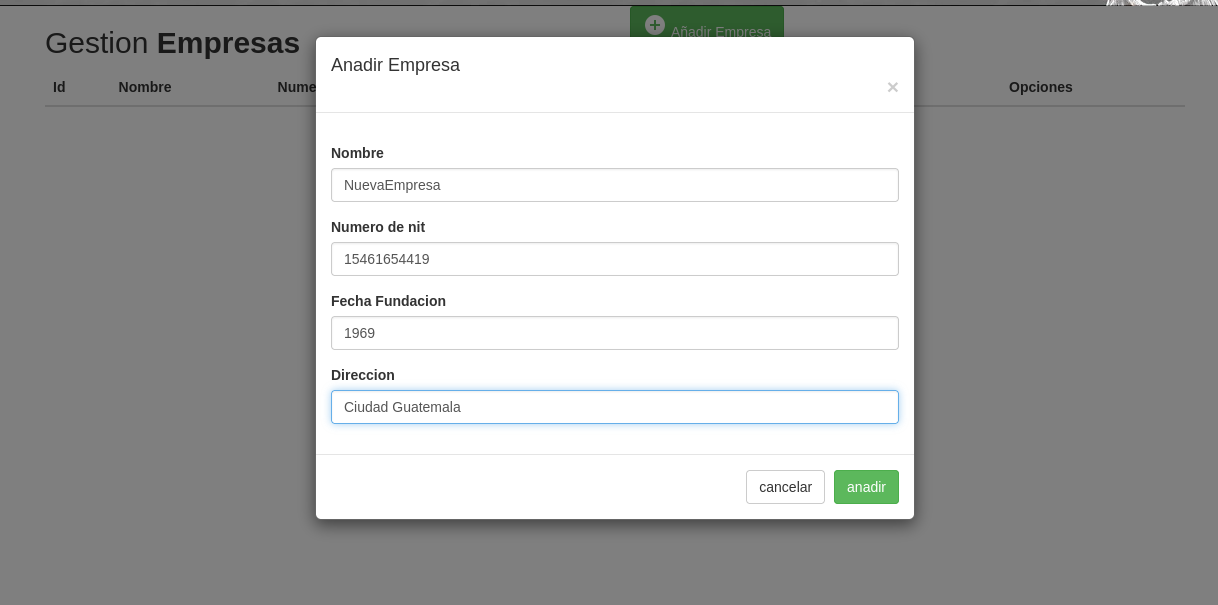 Añadir Empresa
Gestion Empresas
Id Nombre Nume Opciones
Anadir Empresa
×
Nombre
NuevaEmpresa
Numero de nit
15461654419
Fecha Fundacion
1969
Direccion
Ciudad Guatemala
cancelar anadir